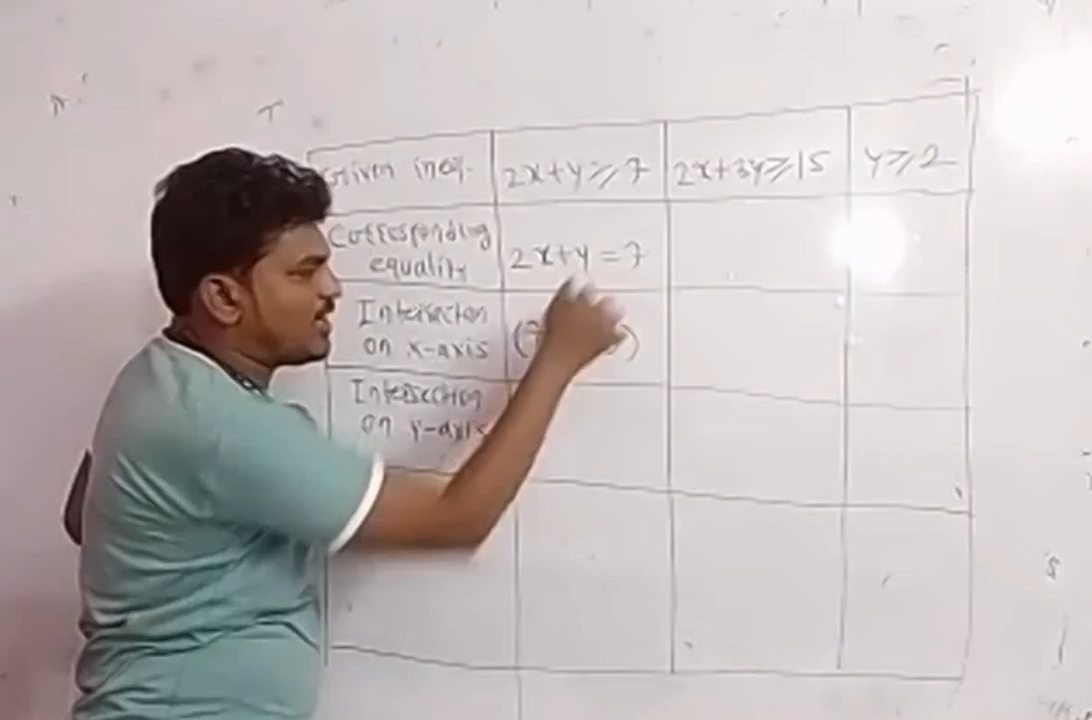 Given ineq. 2x+y≥7 2x+3y≥15 y≥2
Corresponding
equality 2x+y=7
Intersection
on x-axis
Intersection
on y-axis